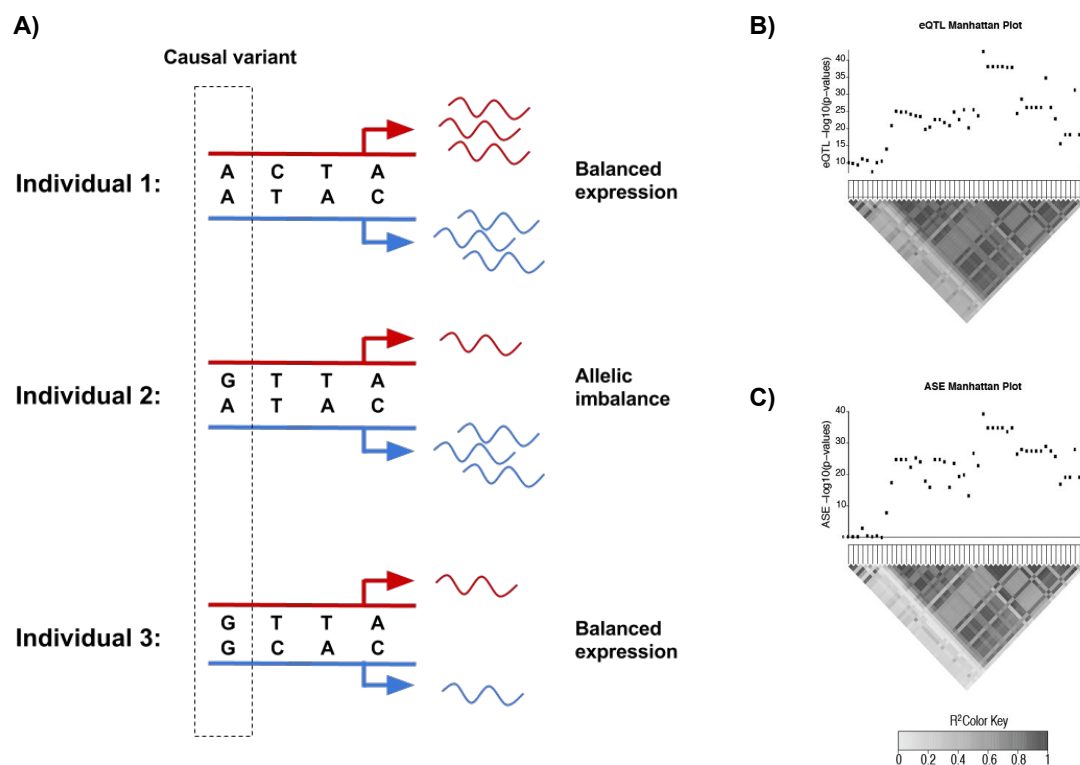 A)
Causal variant
Individual 1:
A C T A
A T A C
Balanced
expression
Individual 2:
G T T A
A T A C
Allelic
imbalance
Individual 3:
G T T A
G C A C
Balanced
expression
B)
eQTL Manhattan Plot
eQTL −log10(p−values)
40
35
30
25
20
15
10
C)
ASE Manhattan Plot
ASE −log10(p−values)
40
30
20
10
R² Color Key
0 0.2 0.4 0.6 0.8 1